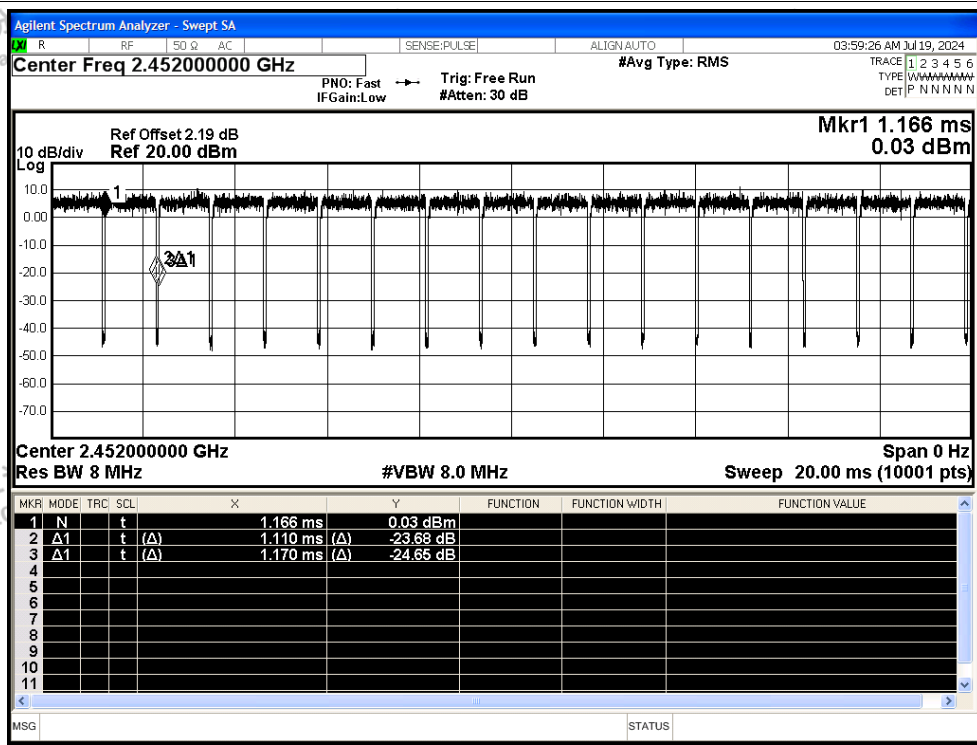 Agilent Spectrum Analyzer - Swept SA
LXI R RF 50 Ω AC SENSE:PULSE ALIGN AUTO 03:59:26 AM Jul 19, 2024
Center Freq 2.452000000 GHz
PNO: Fast
IFGain:Low
Trig: Free Run
#Atten: 30 dB
#Avg Type: RMS
TRACE 1 2 3 4 5 6
TYPE WWWWWW
DET P N N N N N
Mkr1 1.166 ms
0.03 dBm
Ref Offset 2.19 dB
10 dB/div Ref 20.00 dBm
Log
10.0
0.00
-10.0
-20.0
-30.0
-40.0
-50.0
-60.0
-70.0
1
Center 2.452000000 GHz Span 0 Hz
Res BW 8 MHz #VBW 8.0 MHz Sweep 20.00 ms (10001 pts)
MKR MODE TRC SCL X Y FUNCTION FUNCTION WIDTH FUNCTION VALUE
1 N t 1.166 ms 0.03 dBm
2 Δ1 t (Δ) 1.110 ms (Δ) -23.68 dB
3 Δ1 t (Δ) 1.170 ms (Δ) -24.65 dB
4
5
6
7
8
9
10
11
MSG STATUS